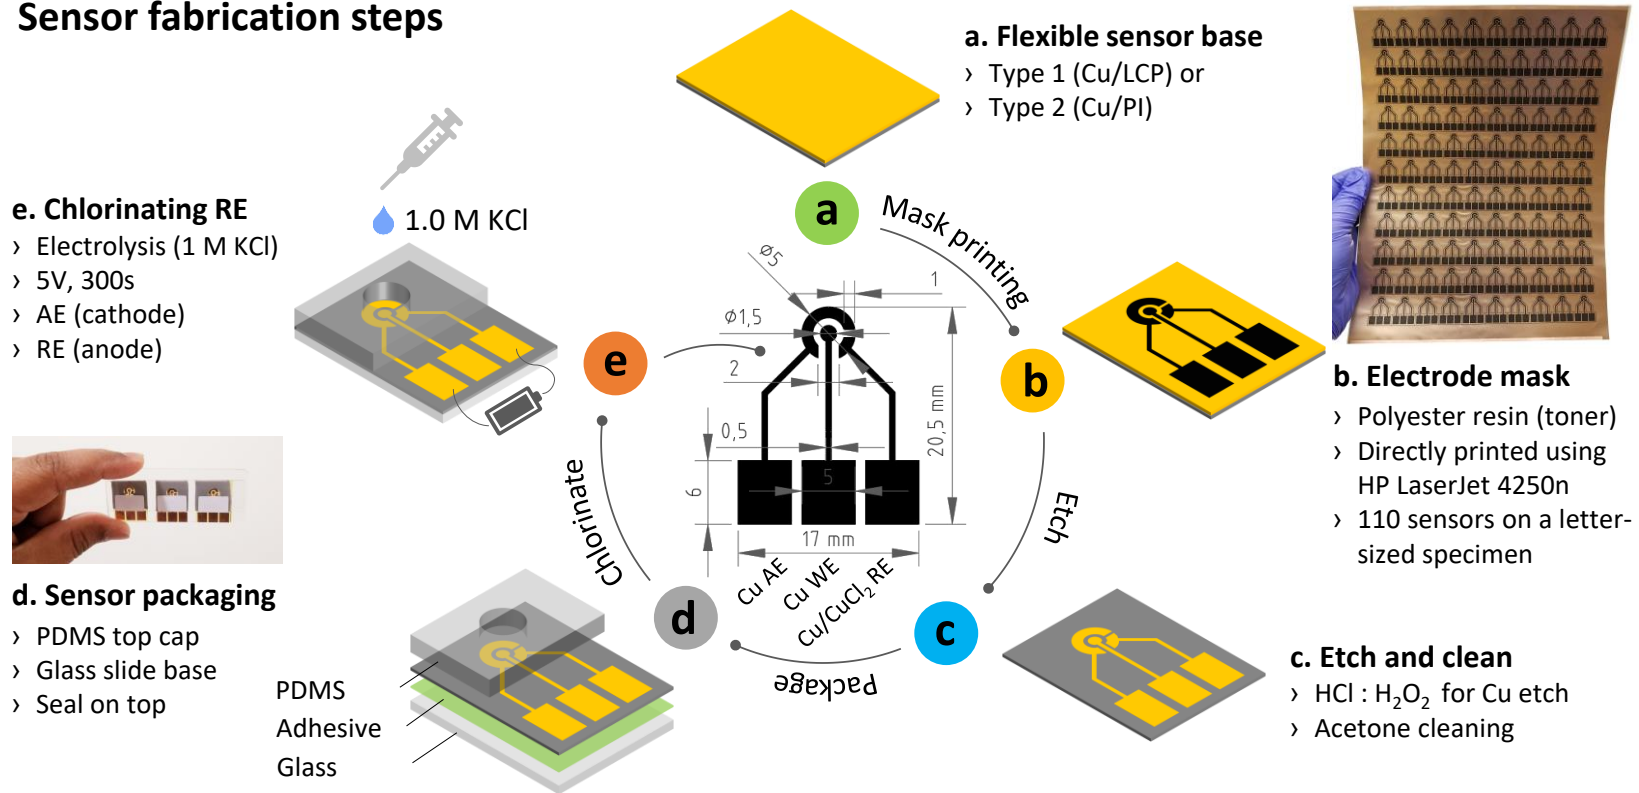 Sensor fabrication steps
a. Flexible sensor base
› Type 1 (Cu/LCP) or
› Type 2 (Cu/PI)
a
Mask printing
b
b. Electrode mask
› Polyester resin (toner)
› Directly printed using
HP LaserJet 4250n
› 110 sensors on a letter-
sized specimen
Etch
c
c. Etch and clean
› HCl : H₂O₂ for Cu etch
› Acetone cleaning
Package
d
d. Sensor packaging
› PDMS top cap
› Glass slide base
› Seal on top
PDMS
Adhesive
Glass
Chlorinate
e
e. Chlorinating RE
› Electrolysis (1 M KCl)
› 5V, 300s
› AE (cathode)
› RE (anode)
1.0 M KCl
⌀5
1
⌀1,5
2
0,5
20,5 mm
5
6
17 mm
Cu AE
Cu WE
Cu/CuCl₂ RE